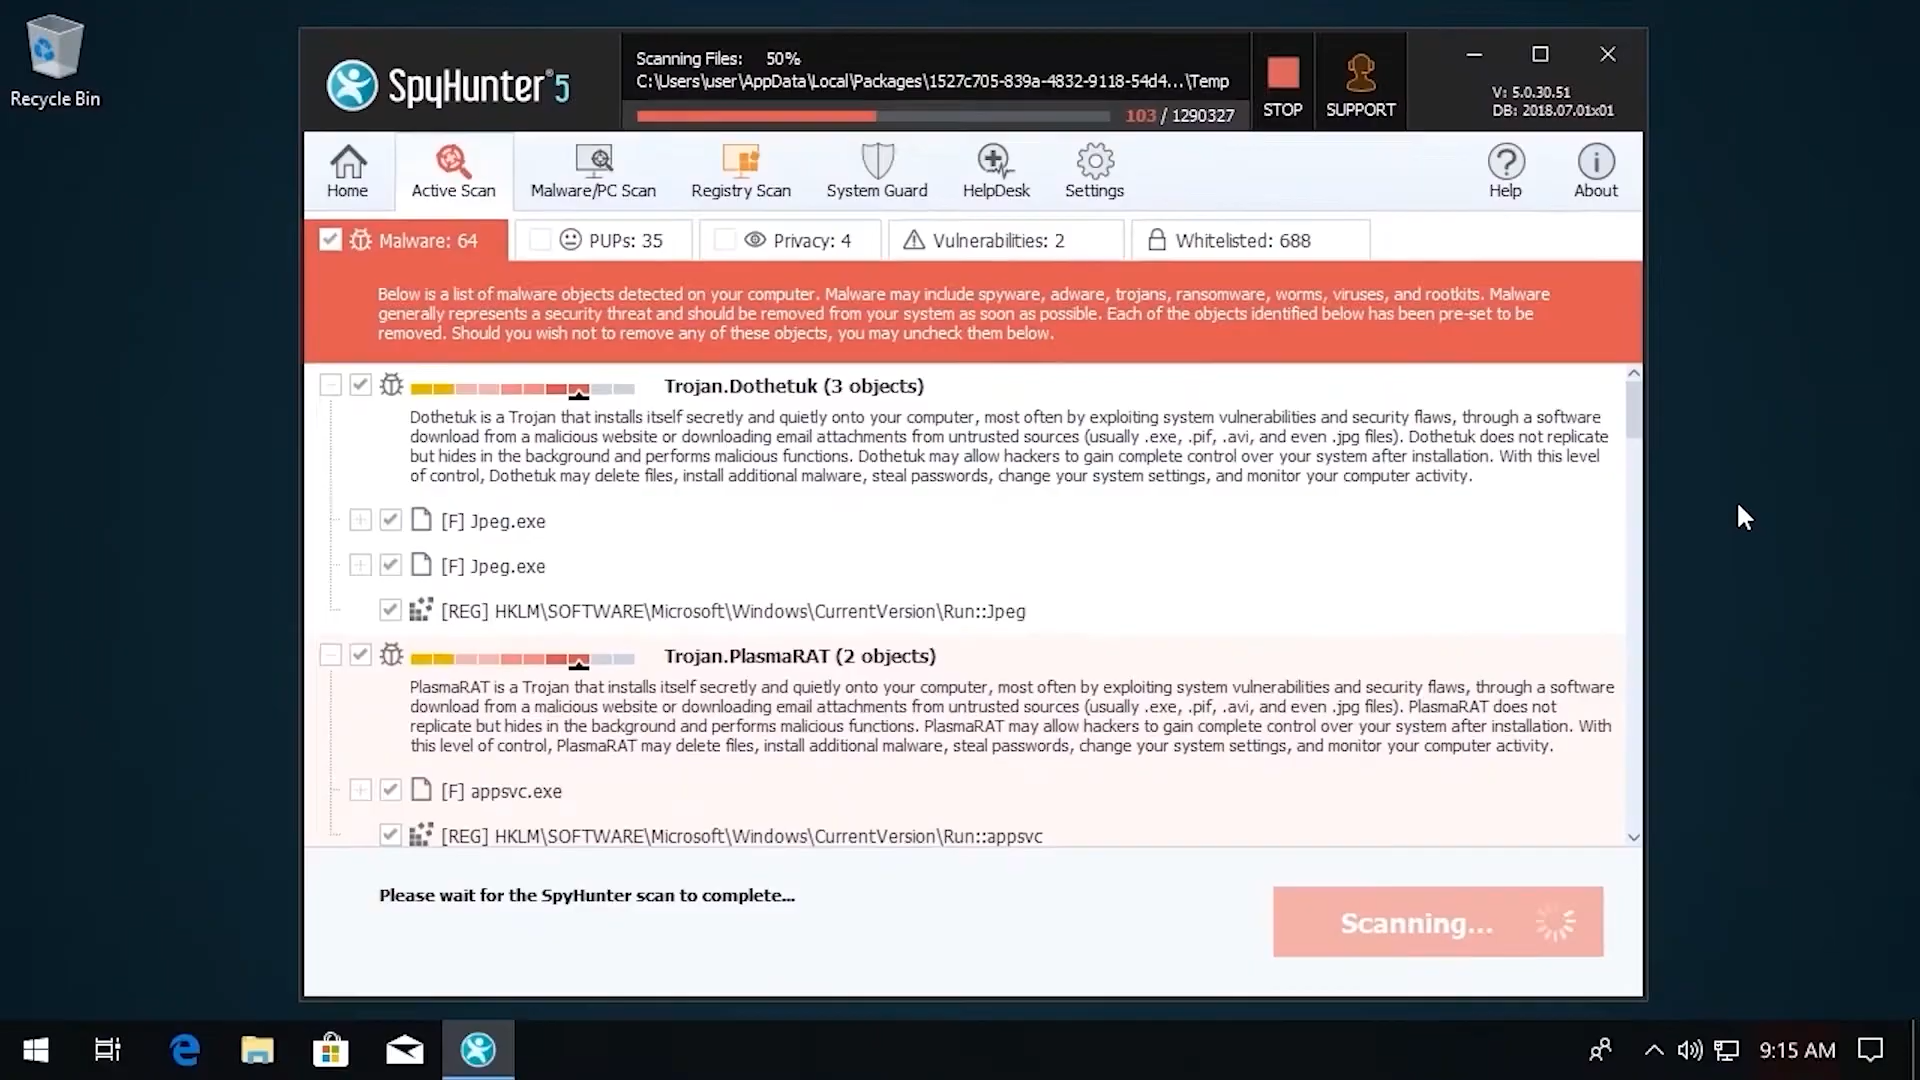 Recycle Bin
SpyHunter®5
Scanning Files: 50%
C:\Users\user\AppData\Local\Packages\1527c705-839a-4832-9118-54d4...\Temp
103 / 1290327
STOP
SUPPORT
V: 5.0.30.51
DB: 2018.07.01x01
Home
Active Scan
Malware/PC Scan
Registry Scan
System Guard
HelpDesk
Settings
Help
About
Malware: 64
PUPs: 35
Privacy: 4
Vulnerabilities: 2
Whitelisted: 688
Below is a list of malware objects detected on your computer. Malware may include spyware, adware, trojans, ransomware, worms, viruses, and rootkits. Malware
generally represents a security threat and should be removed from your system as soon as possible. Each of the objects identified below has been pre-set to be
removed. Should you wish not to remove any of these objects, you may uncheck them below.
Trojan.Dothetuk (3 objects)
Dothetuk is a Trojan that installs itself secretly and quietly onto your computer, most often by exploiting system vulnerabilities and security flaws, through a software
download from a malicious website or downloading email attachments from untrusted sources (usually .exe, .pif, .avi, and even .jpg files). Dothetuk does not replicate
but hides in the background and performs malicious functions. Dothetuk may allow hackers to gain complete control over your system after installation. With this level
of control, Dothetuk may delete files, install additional malware, steal passwords, change your system settings, and monitor your computer activity.
[F] Jpeg.exe
[F] Jpeg.exe
[REG] HKLM\SOFTWARE\Microsoft\Windows\CurrentVersion\Run::Jpeg
Trojan.PlasmaRAT (2 objects)
PlasmaRAT is a Trojan that installs itself secretly and quietly onto your computer, most often by exploiting system vulnerabilities and security flaws, through a software
download from a malicious website or downloading email attachments from untrusted sources (usually .exe, .pif, .avi, and even .jpg files). PlasmaRAT does not
replicate but hides in the background and performs malicious functions. PlasmaRAT may allow hackers to gain complete control over your system after installation. With
this level of control, PlasmaRAT may delete files, install additional malware, steal passwords, change your system settings, and monitor your computer activity.
[F] appsvc.exe
[REG] HKLM\SOFTWARE\Microsoft\Windows\CurrentVersion\Run::appsvc
Please wait for the SpyHunter scan to complete...
Scanning...
9:15 AM